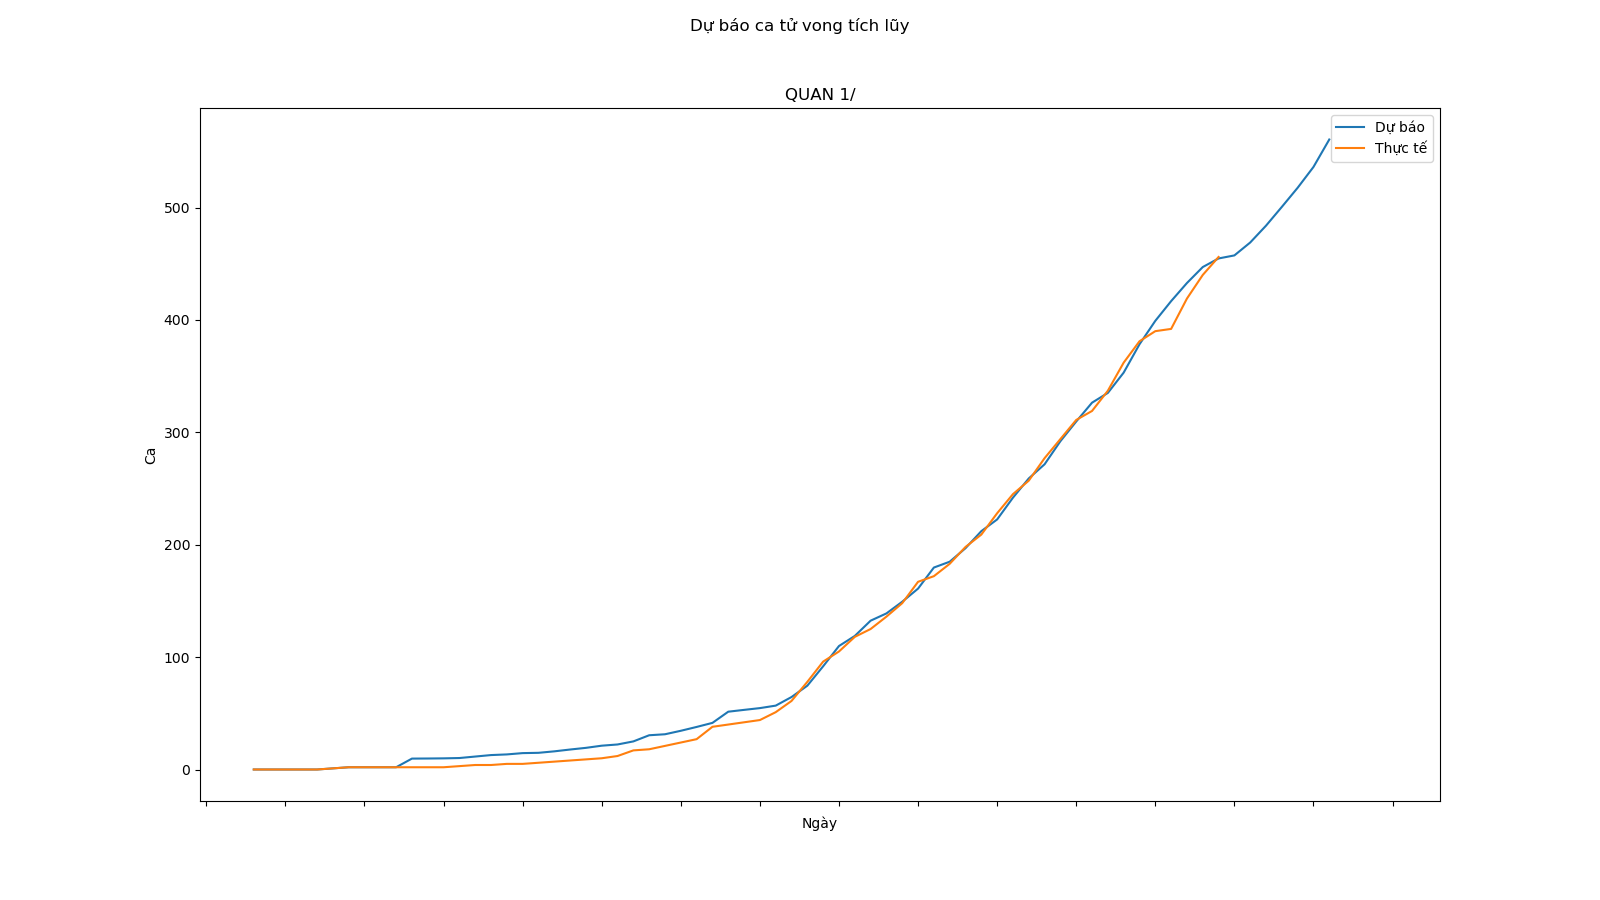 Dự báo ca tử vong tích lũy
QUAN 1/
Dự báo
Thực tế
500
400
300
200
100
0
Ca
Ngày